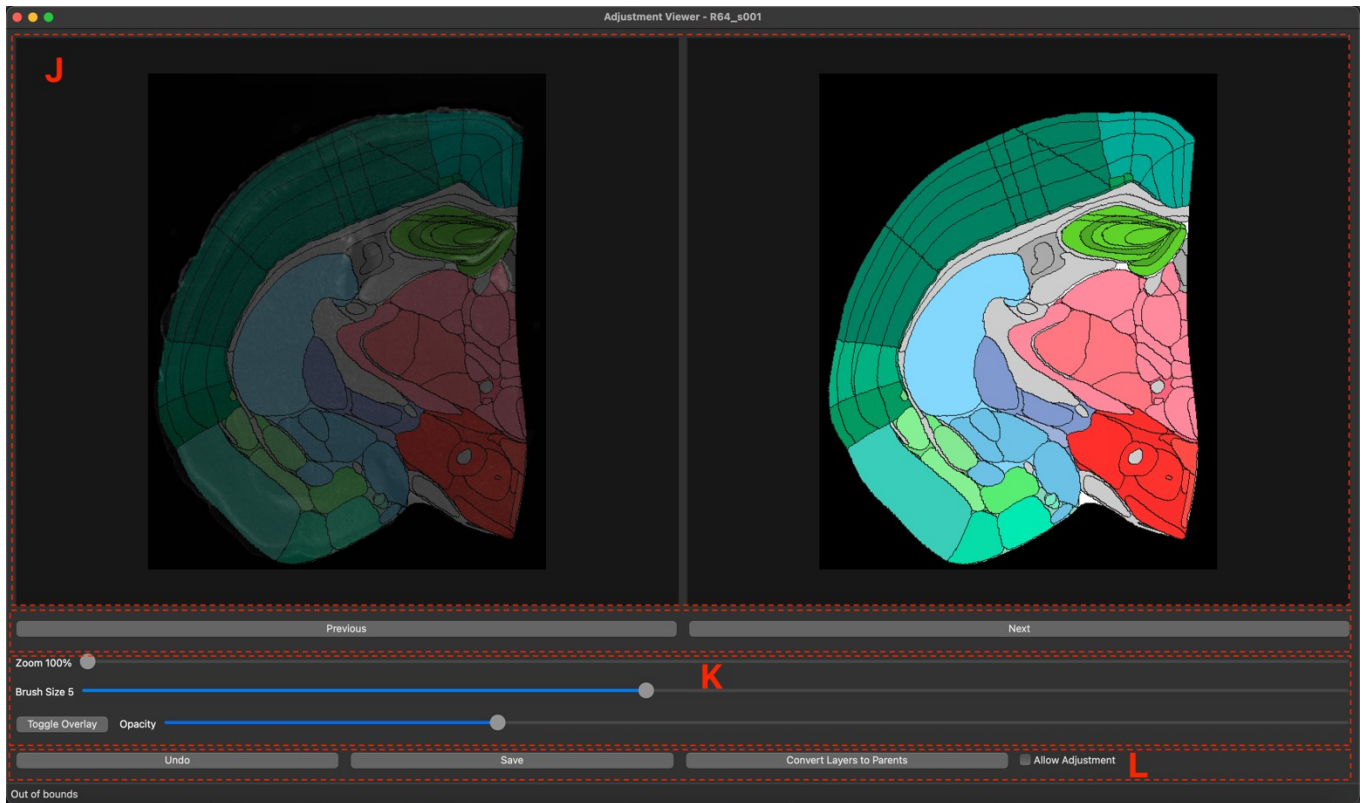 Adjustment Viewer - R64_s001
J
Previous Next
Zoom 100%
K
Brush Size 5
Toggle Overlay Opacity
Undo Save Convert Layers to Parents Allow Adjustment L
Out of bounds